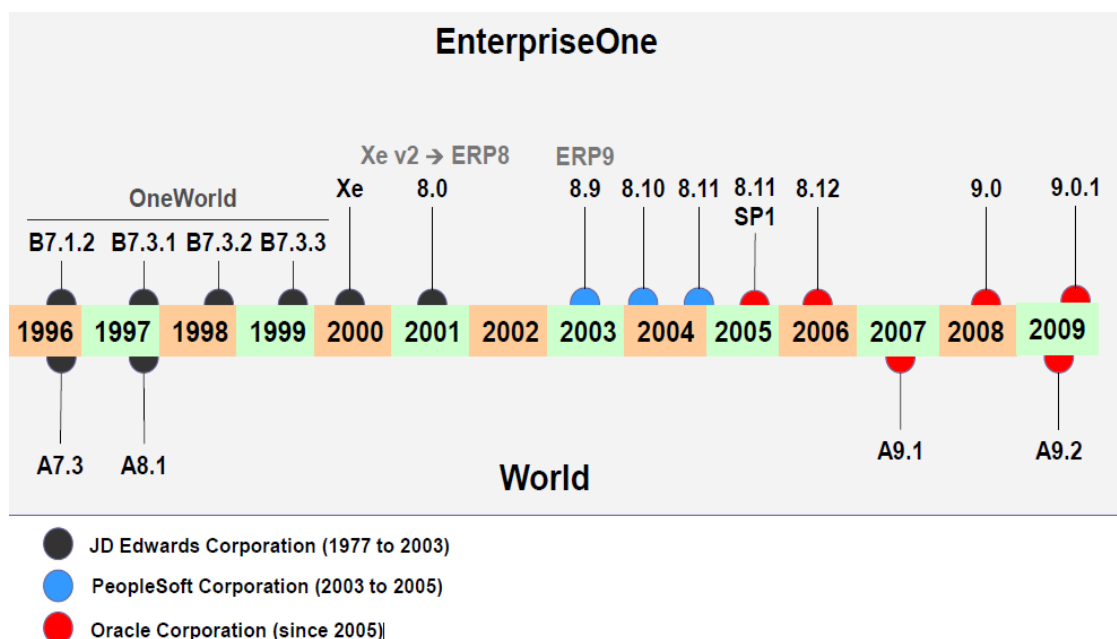 EnterpriseOne
Xe v2 → ERP8 ERP9
Xe 8.0 8.9 8.10 8.11 8.11 8.12 9.0 9.0.1
OneWorld SP1
B7.1.2 B7.3.1 B7.3.2 B7.3.3
1996 1997 1998 1999 2000 2001 2002 2003 2004 2005 2006 2007 2008 2009
A7.3 A8.1 A9.1 A9.2
World
JD Edwards Corporation (1977 to 2003)
PeopleSoft Corporation (2003 to 2005)
Oracle Corporation (since 2005)